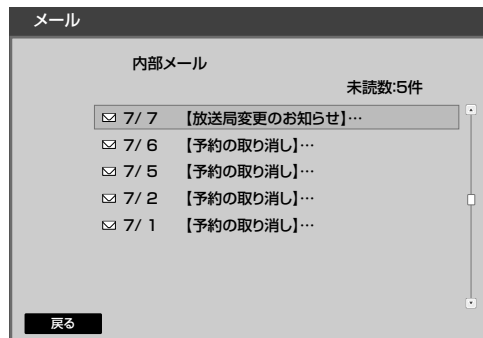 メール
内部メール
未読数:5件
7/ 7 【放送局変更のお知らせ】…
7/ 6 【予約の取り消し】…
7/ 5 【予約の取り消し】…
7/ 2 【予約の取り消し】…
7/ 1 【予約の取り消し】…
戻る